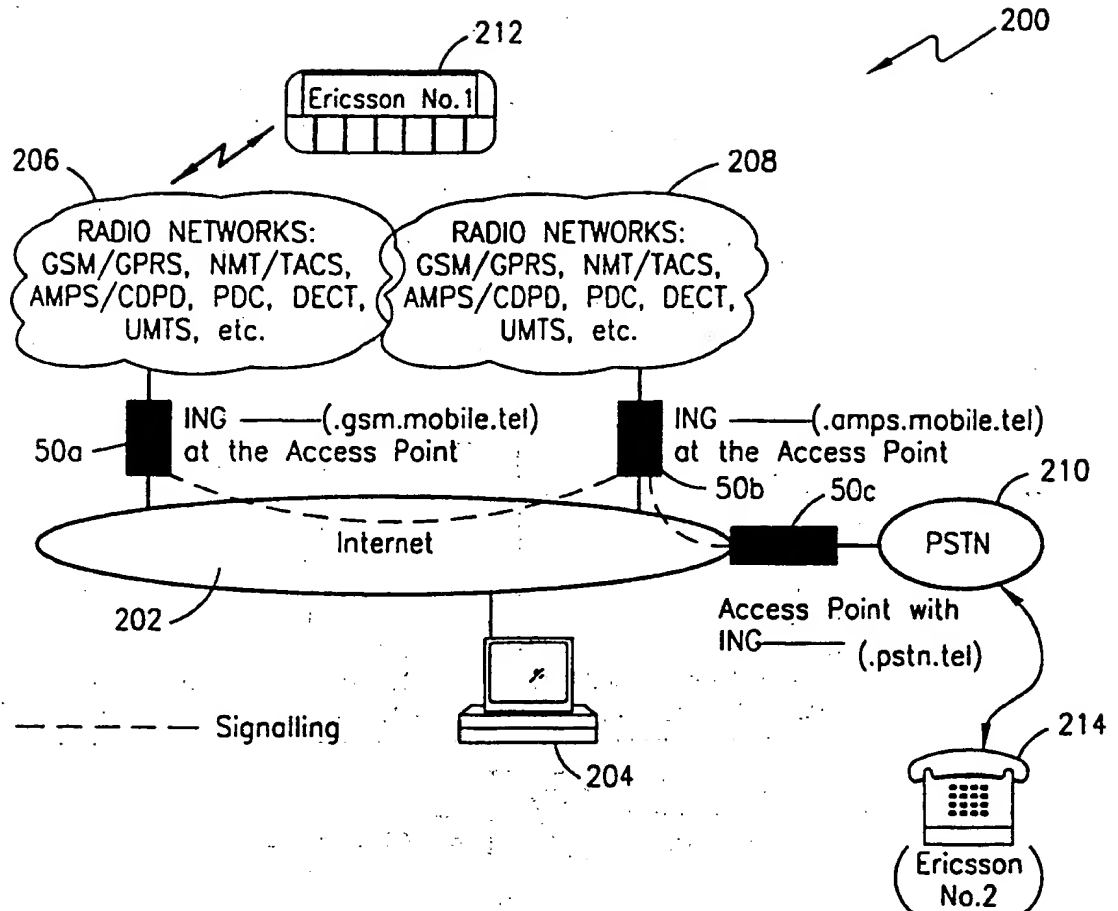 200
212
Ericsson No.1
206
208
RADIO NETWORKS:
GSM/GPRS, NMT/TACS,
AMPS/CDPD, PDC, DECT,
UMTS, etc.
RADIO NETWORKS:
GSM/GPRS, NMT/TACS,
AMPS/CDPD, PDC, DECT,
UMTS, etc.
50a
ING (.gsm.mobile.tel)
at the Access Point
ING (.amps.mobile.tel)
at the Access Point
50b
50c
210
Internet
PSTN
202
Access Point with
ING (.pstn.tel)
Signalling
204
214
(Ericsson
No.2)